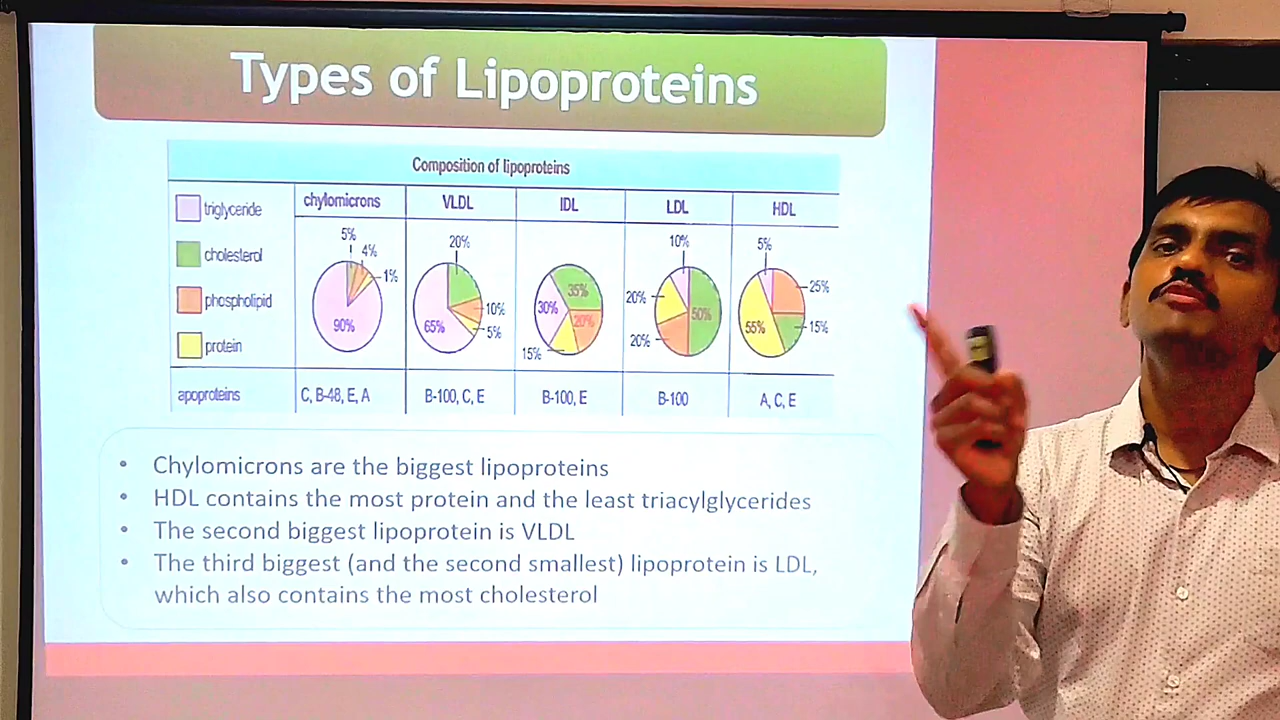 Types of Lipoproteins
Composition of lipoproteins
triglyceride
cholesterol
phospholipid
protein
chylomicrons VLDL IDL LDL HDL
5% 4% 1% 90%
20% 10% 5% 65%
35% 30% 20% 15%
10% 20% 50% 20%
5% 25% 55% 15%
apoproteins C, B-48, E, A B-100, C, E B-100, E B-100 A, C, E
• Chylomicrons are the biggest lipoproteins
• HDL contains the most protein and the least triacylglycerides
• The second biggest lipoprotein is VLDL
• The third biggest (and the second smallest) lipoprotein is LDL,
which also contains the most cholesterol